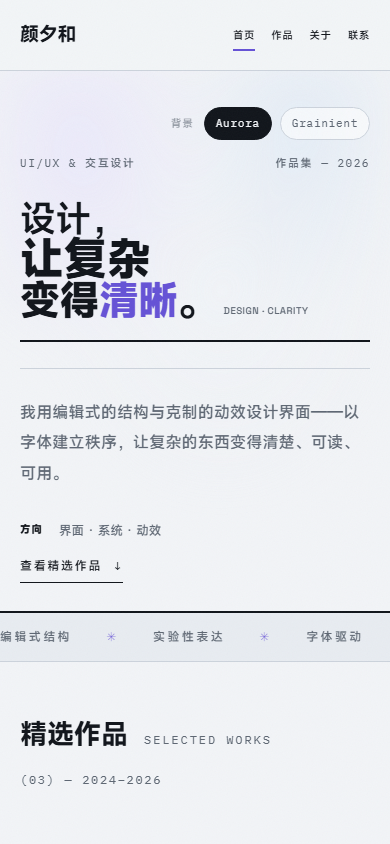 颜夕和
首页 作品 关于 联系
背景 Aurora Grainient
UI/UX & 交互设计 作品集 — 2026
设计，
让复杂
变得清晰。 DESIGN · CLARITY
我用编辑式的结构与克制的动效设计界面——以
字体建立秩序，让复杂的东西变得清楚、可读、
可用。
方向 界面 · 系统 · 动效
查看精选作品 ↓
编辑式结构 ✳ 实验性表达 ✳ 字体驱动
精选作品 SELECTED WORKS
(03) — 2024–2026